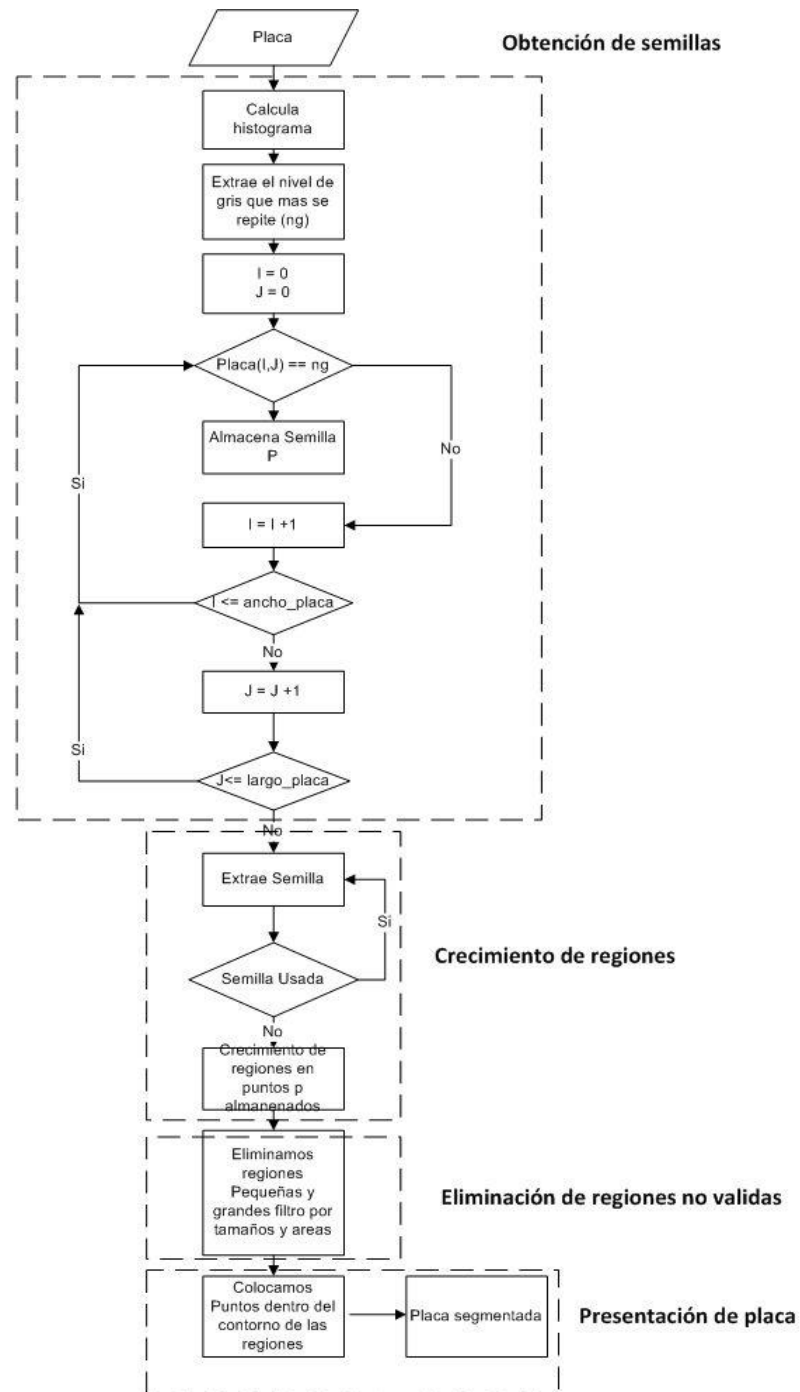 Placa
Obtención de semillas
Calcula
histograma
Extrae el nivel de
gris que mas se
repite (ng)
I = 0
J = 0
Placa(I,J) == ng
Almacena Semilla
P
No
Si
I = I +1
I <= ancho_placa
No
J = J +1
Si
J<= largo_placa
No
Extrae Semilla
Si
Crecimiento de regiones
Semilla Usada
No
Crecimiento de
regiones en
puntos p
almanenados
Eliminamos
regiones
Pequeñas y
grandes filtro por
tamaños y areas
Eliminación de regiones no validas
Colocamos
Puntos dentro del
contorno de las
regiones
Placa segmentada
Presentación de placa